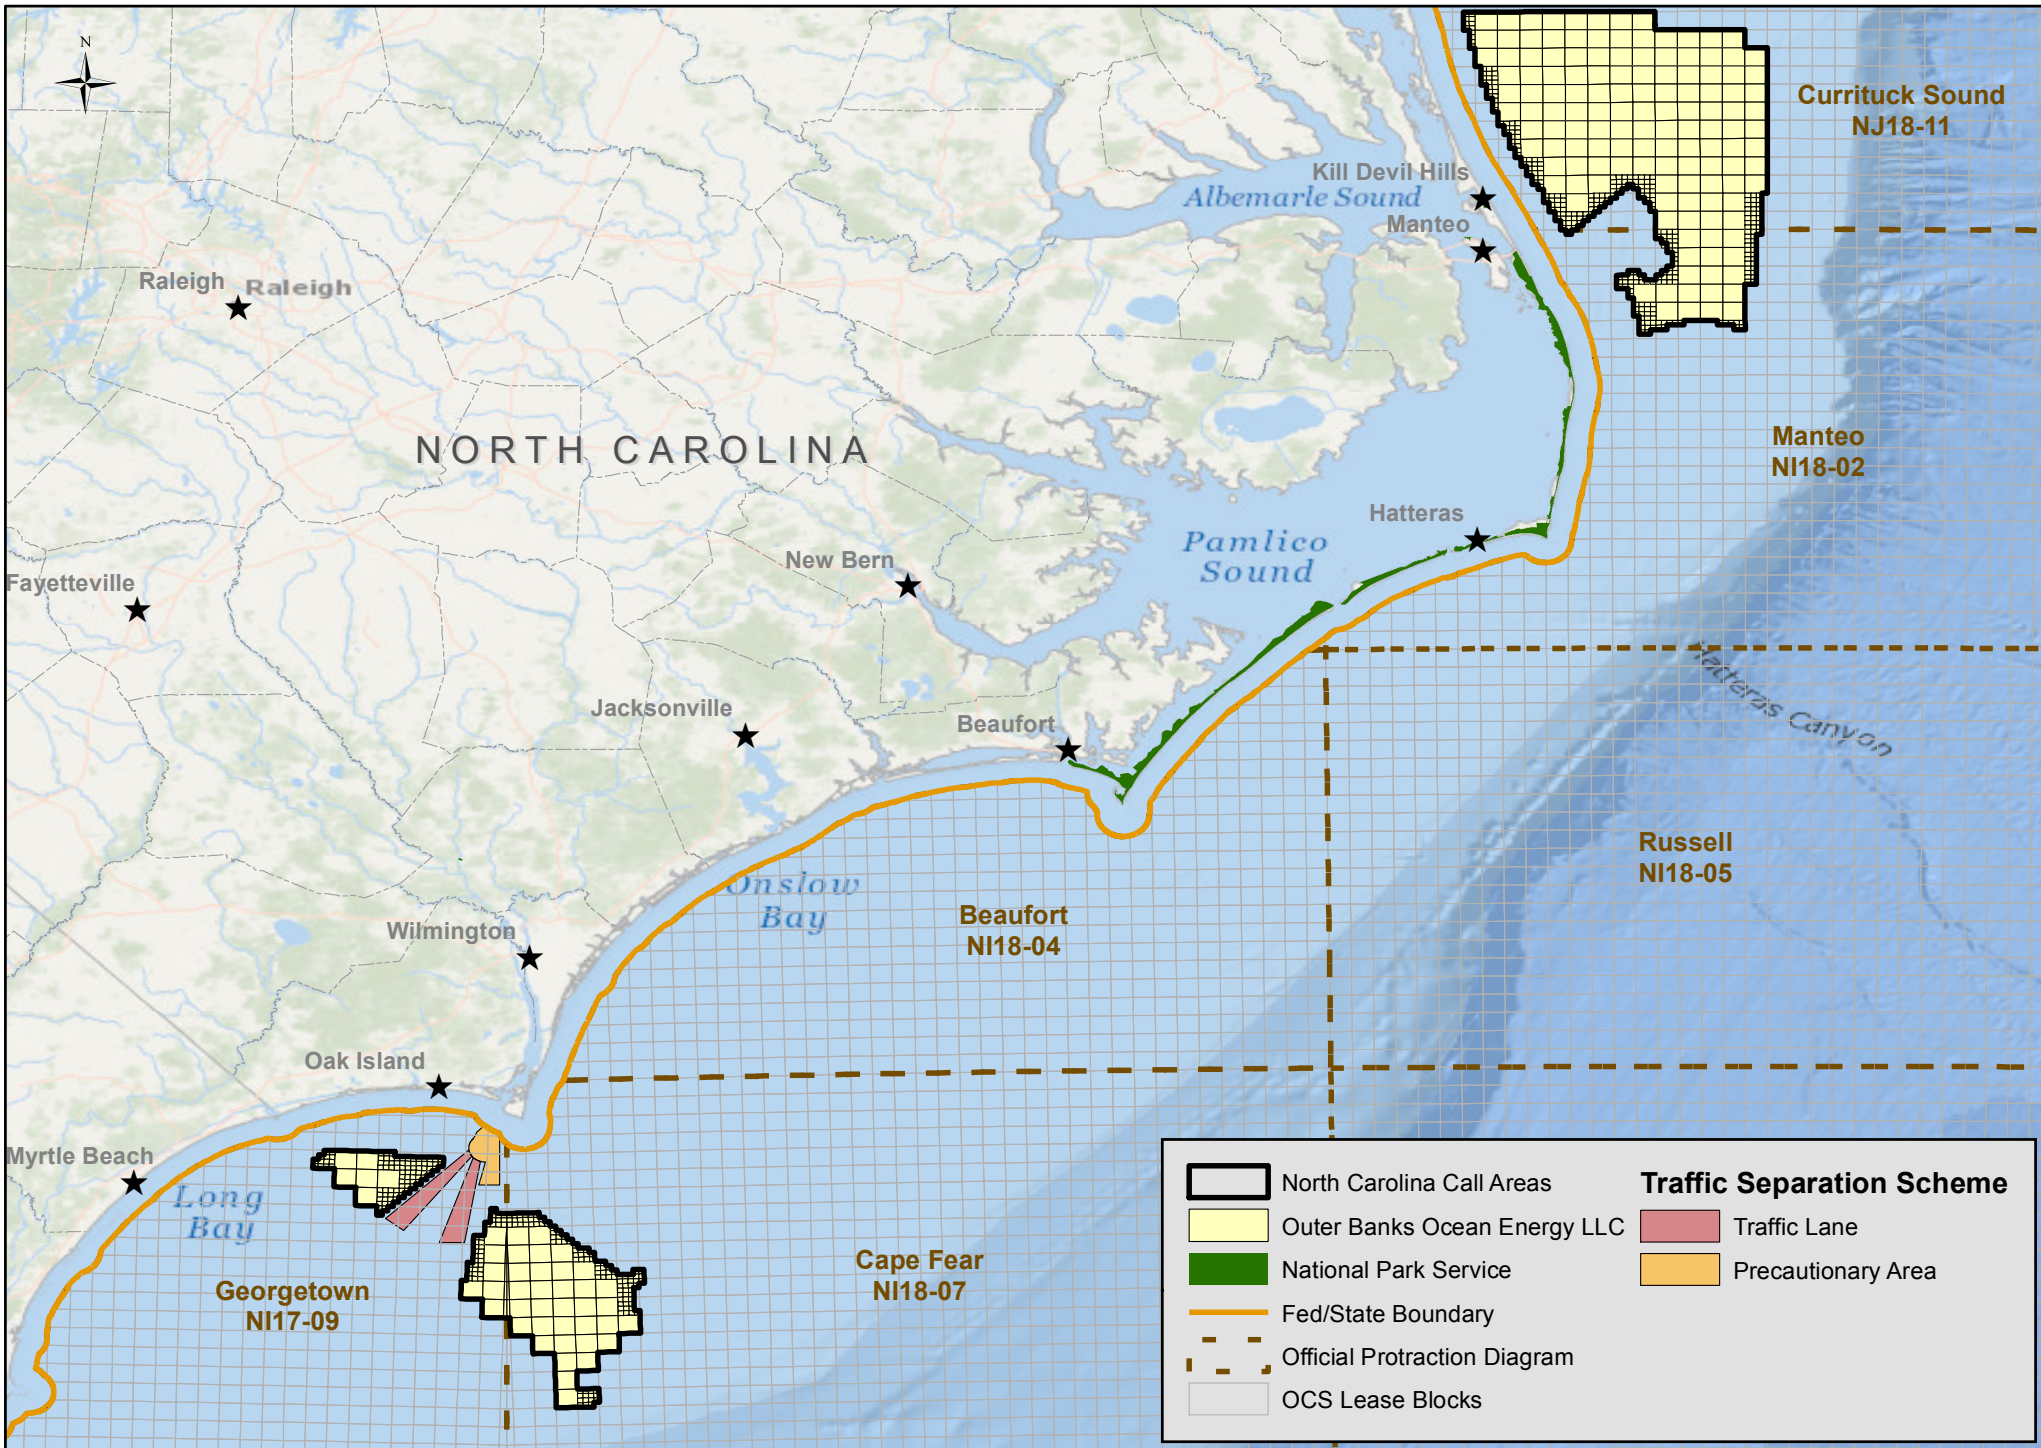 N
Currituck Sound
NJ18-11
Kill Devil Hills
Albemarle Sound
Manteo
Raleigh
Raleigh
NORTH CAROLINA
Manteo
NI18-02
Hatteras
Pamlico
Sound
New Bern
Fayetteville
Hatteras Canyon
Jacksonville
Beaufort
Russell
NI18-05
Onslow
Bay
Beaufort
NI18-04
Wilmington
Oak Island
Myrtle Beach
Long
Bay
Georgetown
NI17-09
Cape Fear
NI18-07
North Carolina Call Areas
Outer Banks Ocean Energy LLC
National Park Service
Fed/State Boundary
Official Protraction Diagram
OCS Lease Blocks
Traffic Separation Scheme
Traffic Lane
Precautionary Area